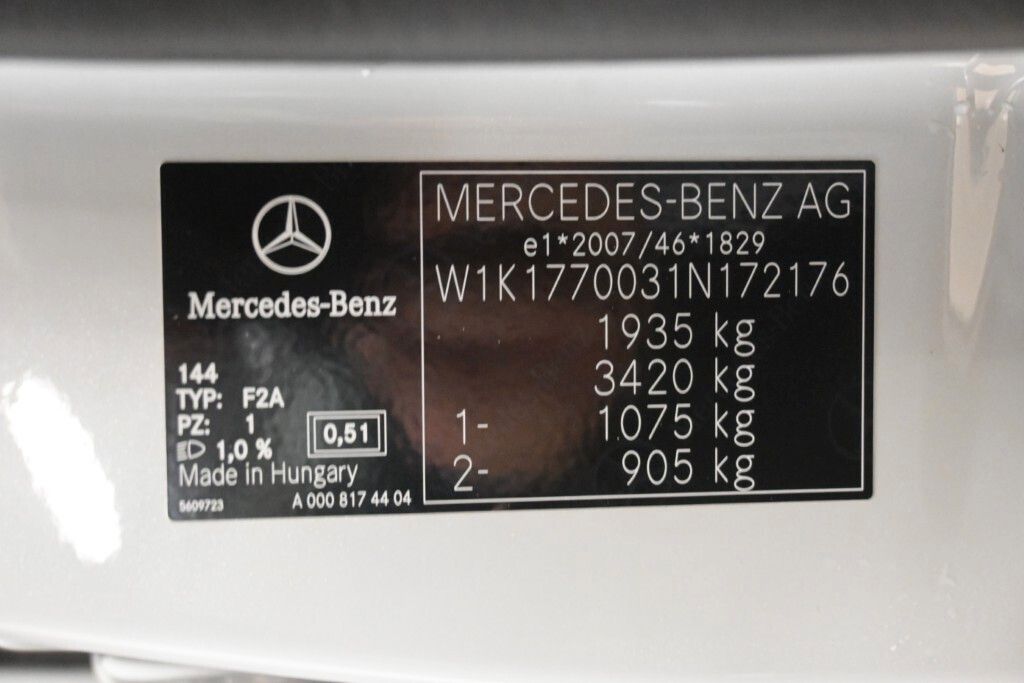 Mercedes-Benz
144
TYP: F2A
PZ: 1
1,0 %
0,51
Made in Hungary
5609723
A 000 817 44 04
MERCEDES-BENZ AG
e1*2007/46*1829
W1K1770031N172176
1935 kg
3420 kg
1- 1075 kg
2- 905 kg